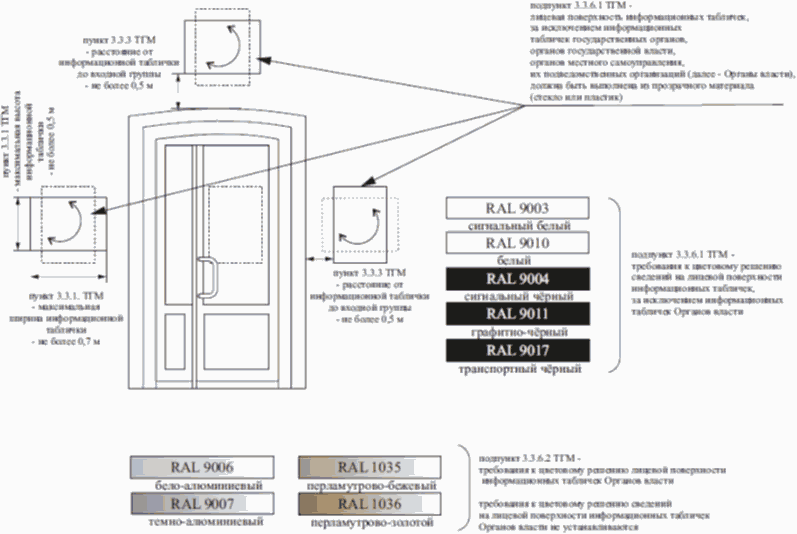 подпункт 3.3.6.1 ТГМ -
лицевая поверхность информационных табличек,
за исключением информационных
табличек государственных органов,
органов государственной власти,
органов местного самоуправления,
их подведомственных организаций (далее - Органы власти),
должна быть выполнена из прозрачного материала
(стекло или пластик)
пункт 3.3.3 ТГМ
- расстояние от
информационной таблички
до входной группы
- не более 0,5 м
пункт 3.3.1 ТГМ
- максимальная высота
информационной
таблички
- не более 0,5 м
пункт 3.3.1. ТГМ
- максимальная
ширина информационной
таблички
- не более 0,7 м
пункт 3.3.3 ТГМ
- расстояние от
информационной таблички
до входной группы
- не более 0,5 м
RAL 9003
сигнальный белый
RAL 9010
белый
RAL 9004
сигнальный чёрный
RAL 9011
графитно-чёрный
RAL 9017
транспортный чёрный
подпункт 3.3.6.1 ТГМ -
требования к цветовому решению
сведений на лицевой поверхности
информационных табличек,
за исключением информационных
табличек Органов власти
RAL 9006
бело-алюминиевый
RAL 9007
темно-алюминиевый
RAL 1035
перламутрово-бежевый
RAL 1036
перламутрово-золотой
подпункт 3.3.6.2 ТГМ -
требования к цветовому решению лицевой поверхности
информационных табличек Органов власти
требования к цветовому решению сведений
на лицевой поверхности информационных табличек
Органов власти не устанавливаются